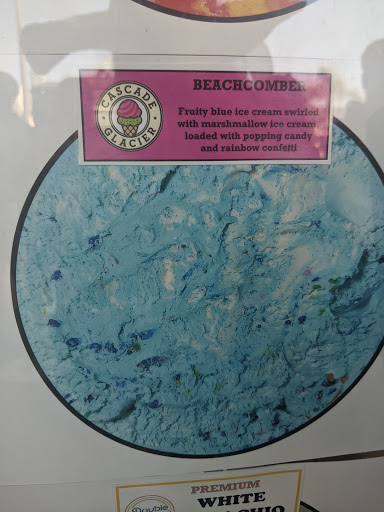 CASCADE
GLACIER
BEACHCOMBER
Fruity blue ice cream swirled
with marshmallow ice cream,
loaded with popping candy
and rainbow confetti
PREMIUM
Double
WHITE